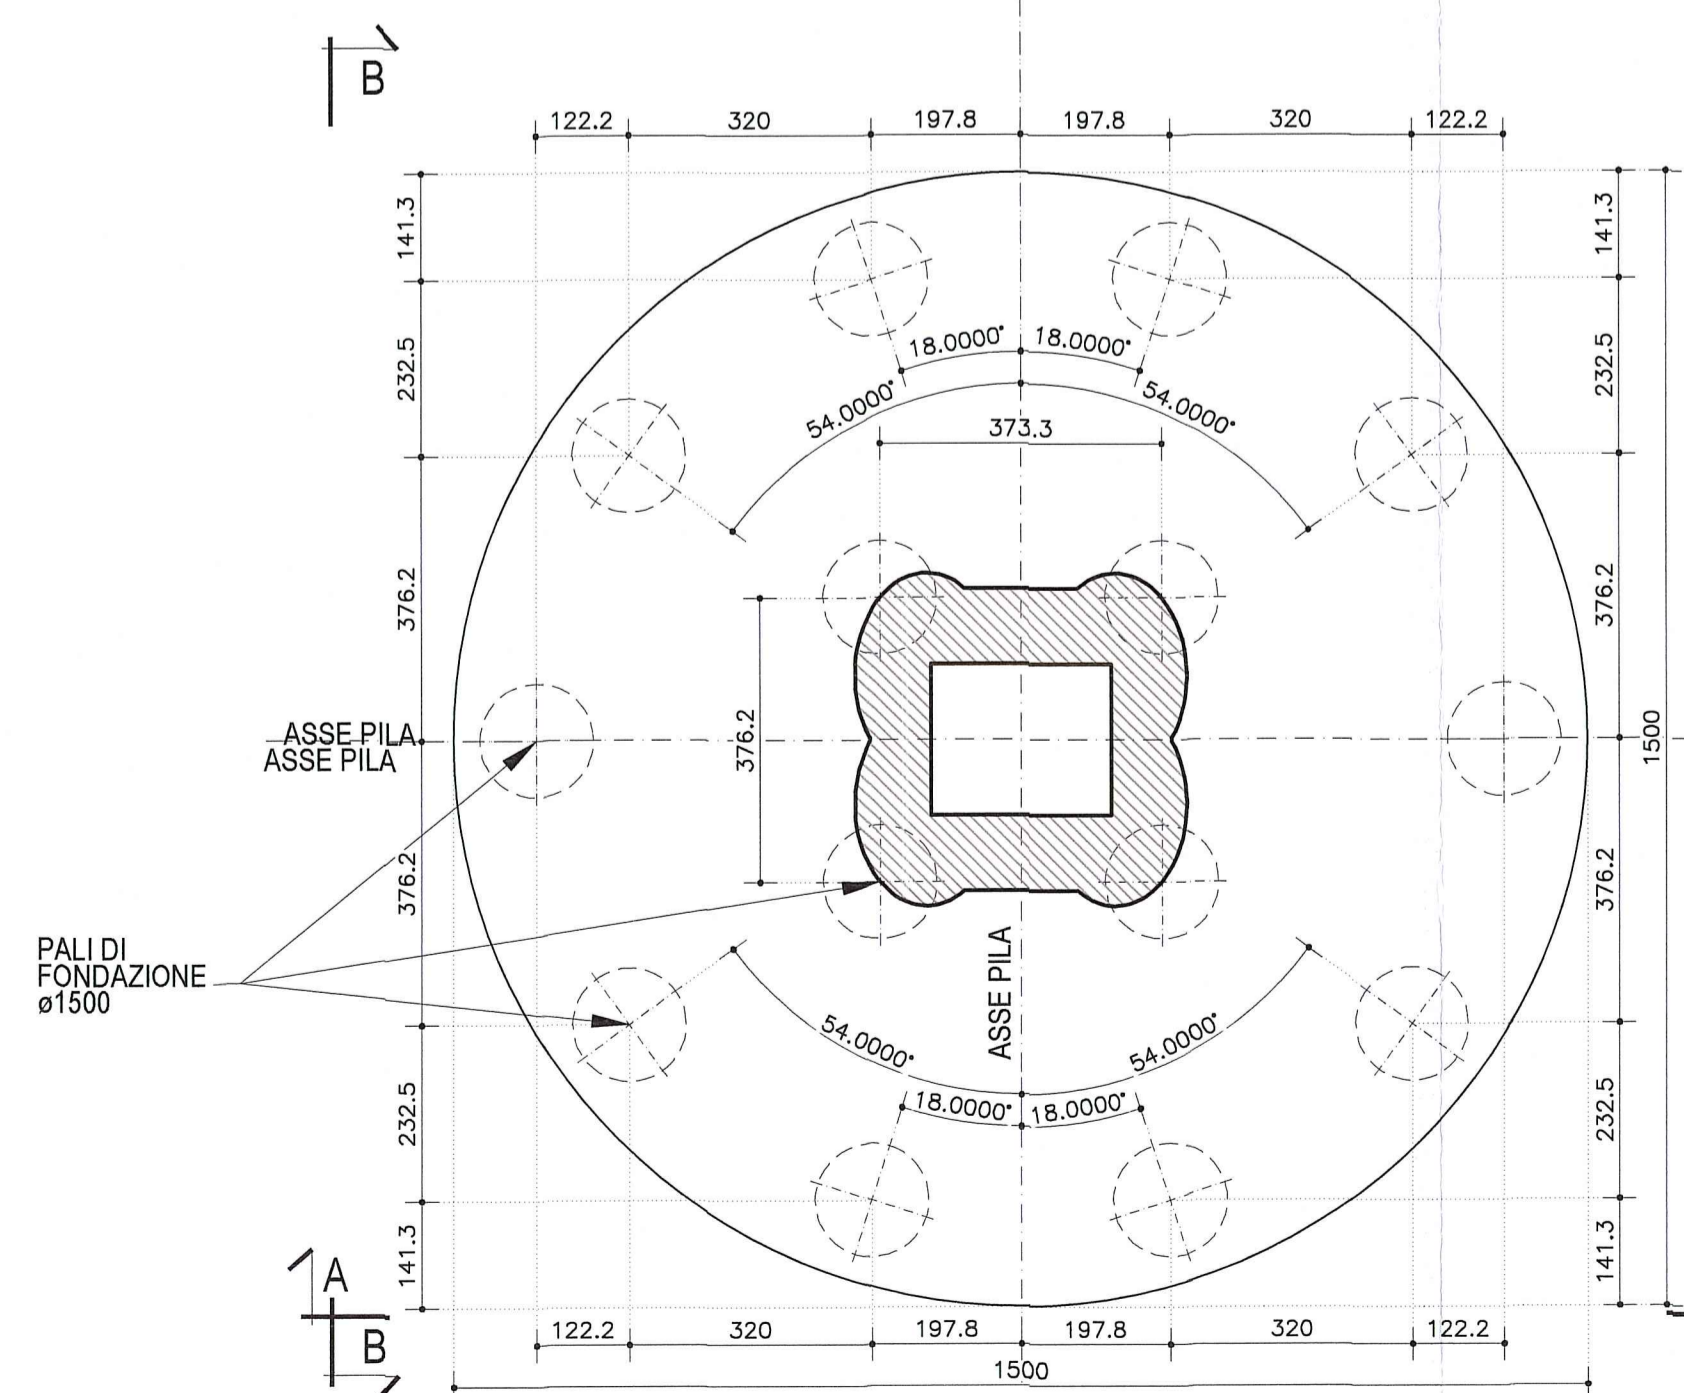 B
122.2 320 197.8 197.8 320 122.2
141.3
141.3
232.5
232.5
18.0000° 18.0000°
54.0000° 54.0000°
373.3
376.2
376.2
376.2
1500
ASSE PILA
ASSE PILA
376.2
376.2
PALI DI
FONDAZIONE
ø1500
ASSE PILA
54.0000° 54.0000°
18.0000° 18.0000°
232.5
232.5
141.3
141.3
A
B
122.2 320 197.8 197.8 320 122.2
1500